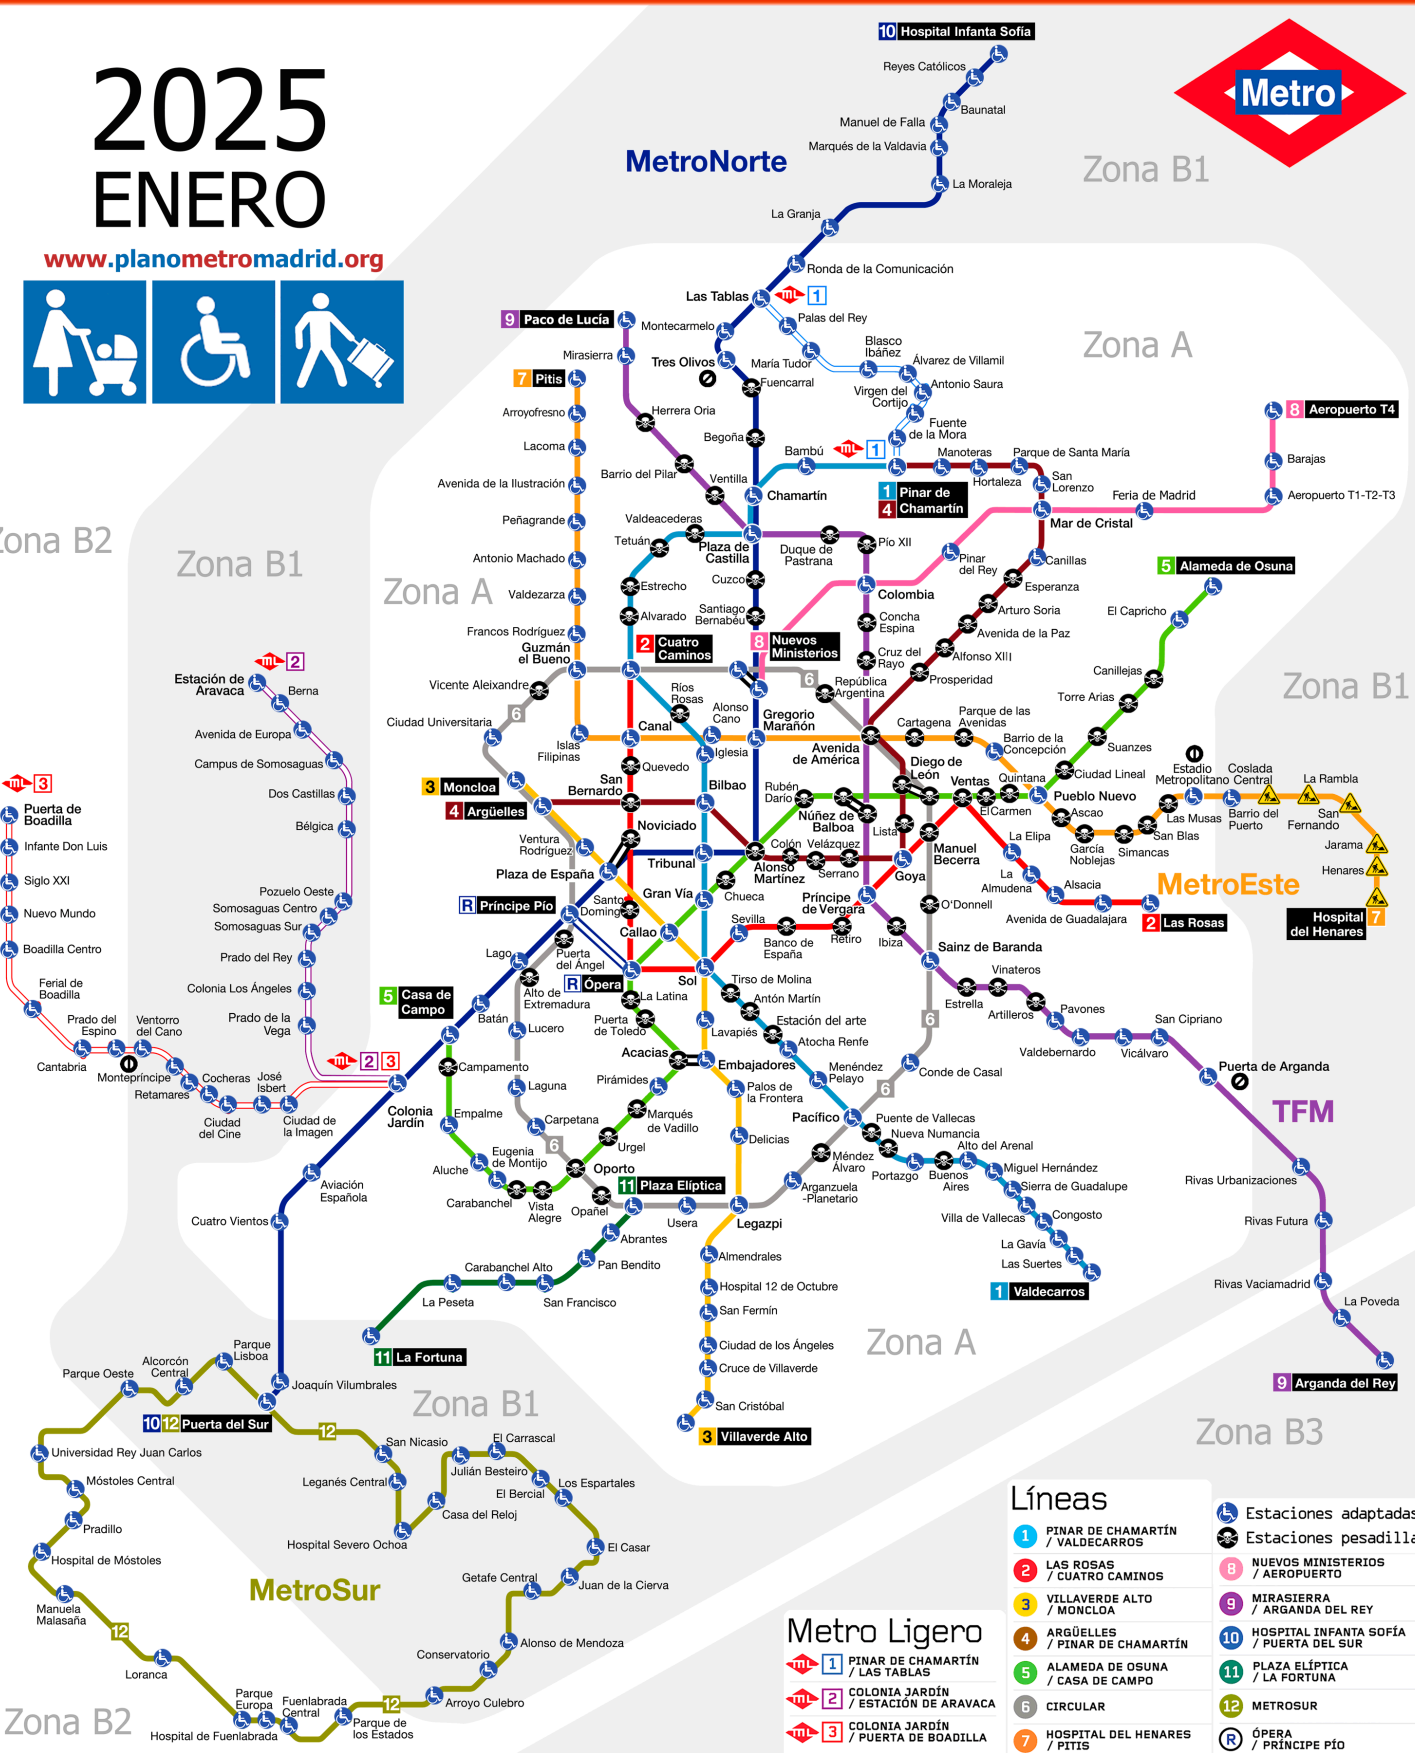 2025
ENERO
www.planometromadrid.org
Metro
MetroNorte
10 Hospital Infanta Sofía
Reyes Católicos
Baunatal
Manuel de Falla
Marqués de la Valdavia
La Moraleja
La Granja
Ronda de la Comunicación
Las Tablas
mL 1
Zona B1
Zona A
Palas del Rey
Montecarmelo
María Tudor
Blasco
Ibáñez
Álvarez de Villamil
Antonio Saura
Virgen del
Cortijo
Fuente
de la Mora
Tres Olivos
Fuencarral
Begoña
9 Paco de Lucía
Mirasierra
Herrera Oria
Barrio del Pilar
Ventilla
7 Pitis
Arroyofresno
Lacoma
Avenida de la Ilustración
Peñagrande
Antonio Machado
Valdezarza
Francos Rodríguez
Guzmán
el Bueno
Bambú
mL 1
Chamartín
1 Pinar de
4 Chamartín
Manoteras
Hortaleza
Parque de Santa María
San
Lorenzo
Mar de Cristal
Feria de Madrid
8 Aeropuerto T4
Barajas
Aeropuerto T1-T2-T3
Valdeacederas
Tetuán
Plaza de
Castilla
Duque de
Pastrana
Pío XII
Pinar
del Rey
Canillas
Esperanza
Arturo Soria
Avenida de la Paz
Alfonso XIII
Prosperidad
Estrecho
Alvarado
Cuzco
Santiago
Bernabéu
Colombia
Concha
Espina
Cruz del
Rayo
República
Argentina
5 Alameda de Osuna
El Capricho
Canillejas
Torre Arias
Suanzes
Ciudad Lineal
Zona B2
Zona B1
Zona A
Zona B1
2 Cuatro
Caminos
8 Nuevos
Ministerios
6
Vicente Aleixandre
6
Ciudad Universitaria
Ríos
Rosas
Alonso
Cano
Gregorio
Marañón
Islas
Filipinas
Canal
Iglesia
Quevedo
Bilbao
San
Bernardo
3 Moncloa
4 Argüelles
Avenida
de América
Cartagena
Parque de las
Avenidas
Barrio de la
Concepción
Diego de
León
Ventas
Quintana
El Carmen
Pueblo Nuevo
Ascao
García
Noblejas
Simancas
San Blas
Las Musas
Estadio
Metropolitano
Coslada
Central
Barrio del
Puerto
La Rambla
San
Fernando
Jarama
Henares
Hospital 7
del Henares
MetroEste
Rubén
Darío
Núñez de
Balboa
Lista
Manuel
Becerra
La Elipa
La
Almudena
Alsacia
Avenida de Guadalajara
2 Las Rosas
Ventura
Rodríguez
Noviciado
Tribunal
Plaza de España
Alonso
Martínez
Colón
Velázquez
Serrano
Goya
R Príncipe Pío
Santo
Domingo
Gran Vía
Chueca
Callao
Sevilla
Banco de
España
Retiro
Príncipe
de Vergara
Ibiza
O'Donnell
Sainz de Baranda
Estrella
Vinateros
Artilleros
Pavones
Valdebernardo
Vicálvaro
San Cipriano
Puerta de Arganda
TFM
Rivas Urbanizaciones
Rivas Futura
Rivas Vaciamadrid
La Poveda
9 Arganda del Rey
Zona B3
mL 2
Estación de
Aravaca
Berna
Avenida de Europa
Campus de Somosaguas
Dos Castillas
Bélgica
Pozuelo Oeste
Somosaguas Centro
Somosaguas Sur
Prado del Rey
Colonia Los Ángeles
Prado de la
Vega
mL 2 3
mL 3
Puerta de
Boadilla
Infante Don Luis
Siglo XXI
Nuevo Mundo
Boadilla Centro
Ferial de
Boadilla
Cantabria
Prado del
Espino
Ventorro
del Cano
Montepríncipe
Retamares
Cocheras
Ciudad
del Cine
José
Isbert
Ciudad de
la Imagen
Lago
Puerta
del Ángel
Alto de
Extremadura
Batán
Lucero
Laguna
Carpetana
6
5 Casa de
Campo
Campamento
Empalme
Aluche
Eugenia
de Montijo
Carabanchel
Vista
Alegre
Oporto
Opañel
Urgel
Marqués
de Vadillo
Pirámides
Acacias
Puerta
de Toledo
La Latina
R Ópera
Sol
Tirso de Molina
Antón Martín
Estación del arte
Atocha Renfe
Menéndez
Pelayo
Pacífico
Lavapiés
Embajadores
Palos de
la Frontera
Delicias
Legazpi
6
6
Conde de Casal
Méndez
Álvaro
Arganzuela
-Planetario
Puente de Vallecas
Nueva Numancia
Portazgo
Buenos
Aires
Alto del Arenal
Miguel Hernández
Sierra de Guadalupe
Villa de Vallecas
Congosto
La Gavía
Las Suertes
1 Valdecarros
Colonia
Jardín
Aviación
Española
Cuatro Vientos
Joaquín Vilumbrales
11 Plaza Elíptica
Usera
Abrantes
Pan Bendito
San Francisco
Carabanchel Alto
La Peseta
11 La Fortuna
Almendrales
Hospital 12 de Octubre
San Fermín
Ciudad de los Ángeles
Cruce de Villaverde
San Cristóbal
3 Villaverde Alto
Zona A
Zona B1
Parque
Lisboa
Alcorcón
Central
Parque Oeste
10 12 Puerta del Sur
12
Universidad Rey Juan Carlos
Móstoles Central
Pradillo
Hospital de Móstoles
Manuela
Malasaña
12
Loranca
Hospital de Fuenlabrada
Parque
Europa
Fuenlabrada
Central
Parque de
los Estados
12
Arroyo Culebro
Conservatorio
Alonso de Mendoza
Getafe Central
Juan de la Cierva
El Casar
Los Espartales
El Bercial
El Carrascal
Julián Besteiro
Casa del Reloj
Hospital Severo Ochoa
Leganés Central
San Nicasio
MetroSur
Zona B2
Metro Ligero
mL 1 PINAR DE CHAMARTÍN
/ LAS TABLAS
mL 2 COLONIA JARDÍN
/ ESTACIÓN DE ARAVACA
mL 3 COLONIA JARDÍN
/ PUERTA DE BOADILLA
Líneas
1 PINAR DE CHAMARTÍN
/ VALDECARROS
2 LAS ROSAS
/ CUATRO CAMINOS
3 VILLAVERDE ALTO
/ MONCLOA
4 ARGÜELLES
/ PINAR DE CHAMARTÍN
5 ALAMEDA DE OSUNA
/ CASA DE CAMPO
6 CIRCULAR
7 HOSPITAL DEL HENARES
/ PITIS
Estaciones adaptadas
Estaciones pesadilla
8 NUEVOS MINISTERIOS
/ AEROPUERTO
9 MIRASIERRA
/ ARGANDA DEL REY
10 HOSPITAL INFANTA SOFÍA
/ PUERTA DEL SUR
11 PLAZA ELÍPTICA
/ LA FORTUNA
12 METROSUR
R ÓPERA
/ PRÍNCIPE PÍO